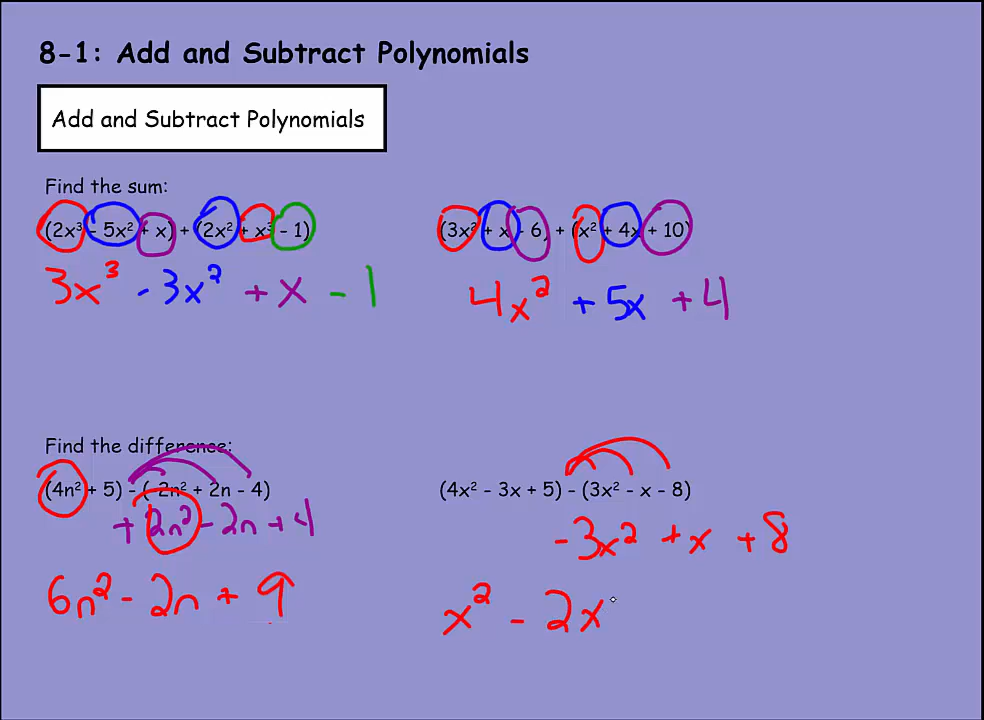 8-1: Add and Subtract Polynomials
Add and Subtract Polynomials
Find the sum:
(2x³ - 5x² + x) + (2x² + x³ - 1)
3x³ - 3x² + x - 1
(3x² + x - 6) + (x² + 4x + 10)
4x² + 5x + 4
Find the difference:
(4n² + 5) - (-2n² + 2n - 4)
+ 2n² - 2n + 4
6n² - 2n + 9
(4x² - 3x + 5) - (3x² - x - 8)
- 3x² + x + 8
x² - 2x